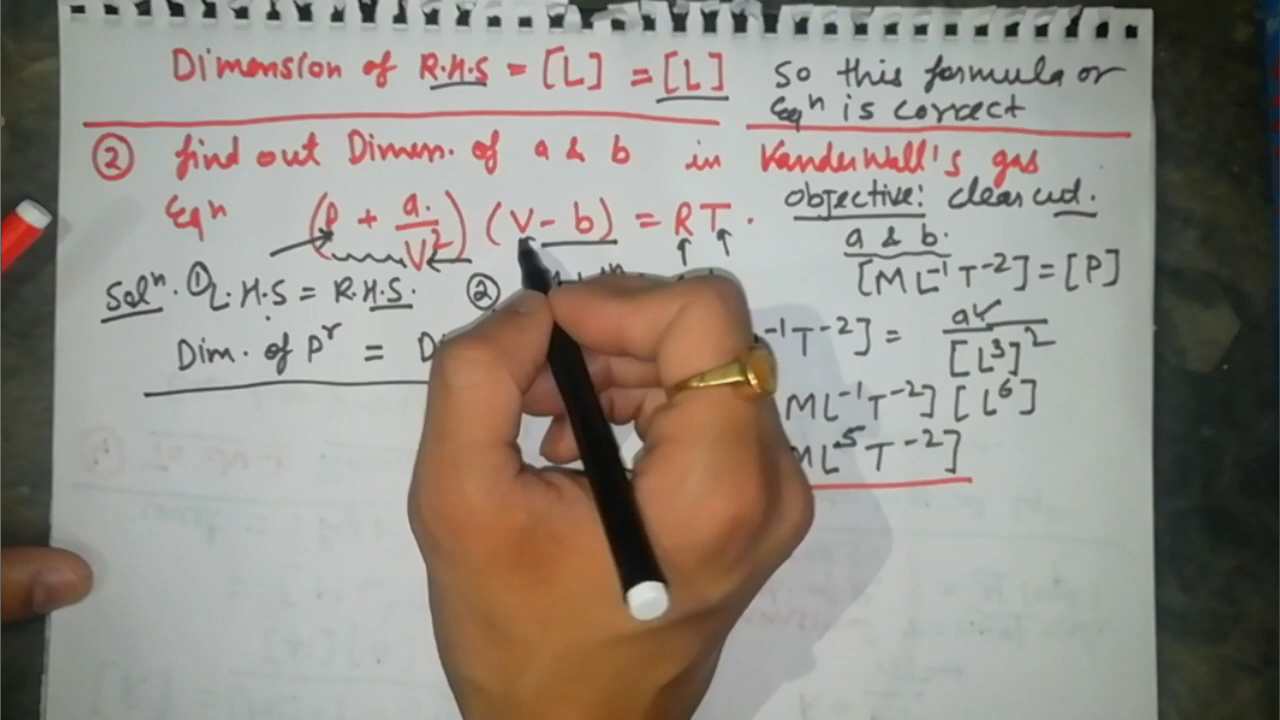 Dimension of R.H.S = [L] = [L]
So this formula or
Eqⁿ is correct
② find out Dimen. of a & b in Vanderwall's gas
Eqⁿ (P + a/V²) (V - b) = RT.
objective: clear cut.
a & b.
Solⁿ. ① L.H.S = R.H.S. ②
[ML⁻¹T⁻²] = [P]
Dim. of Pʳ =
⁻¹T⁻²] = a/[L³]²
ML⁻¹T⁻²] [L⁶]
ML⁵T⁻²]